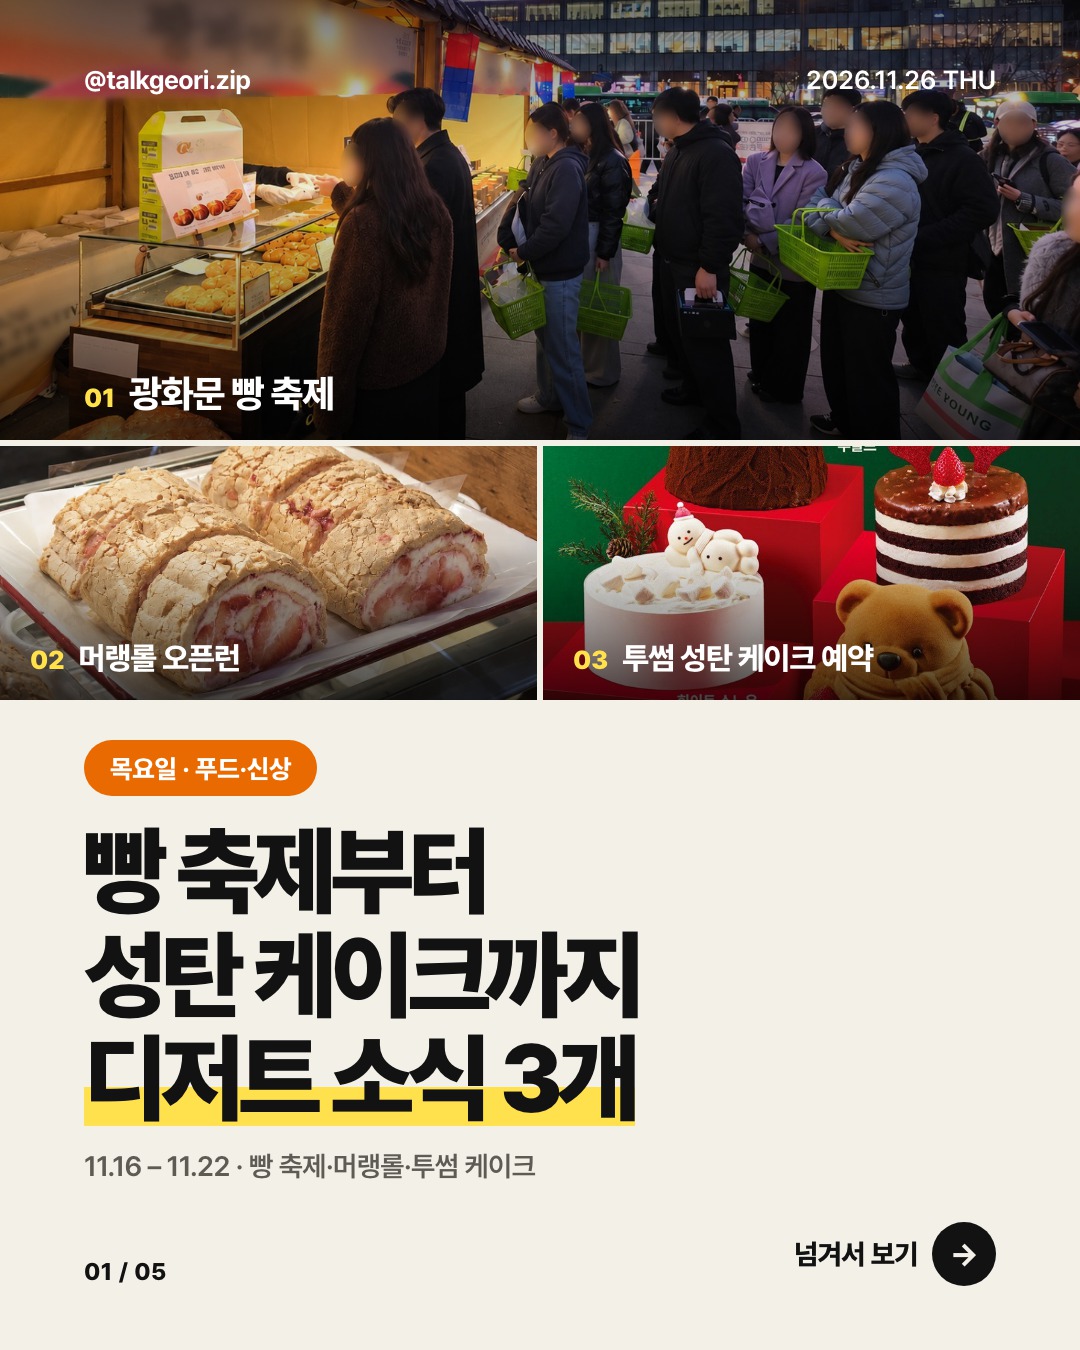 @talkgeori.zip
2026.11.26 THU
YOUNG
01 광화문 빵 축제
02 머랭롤 오픈런
03 투썸 성탄 케이크 예약
목요일 · 푸드·신상
빵 축제부터
성탄 케이크까지
디저트 소식 3개
11.16 – 11.22 · 빵 축제·머랭롤·투썸 케이크
넘겨서 보기
01 / 05